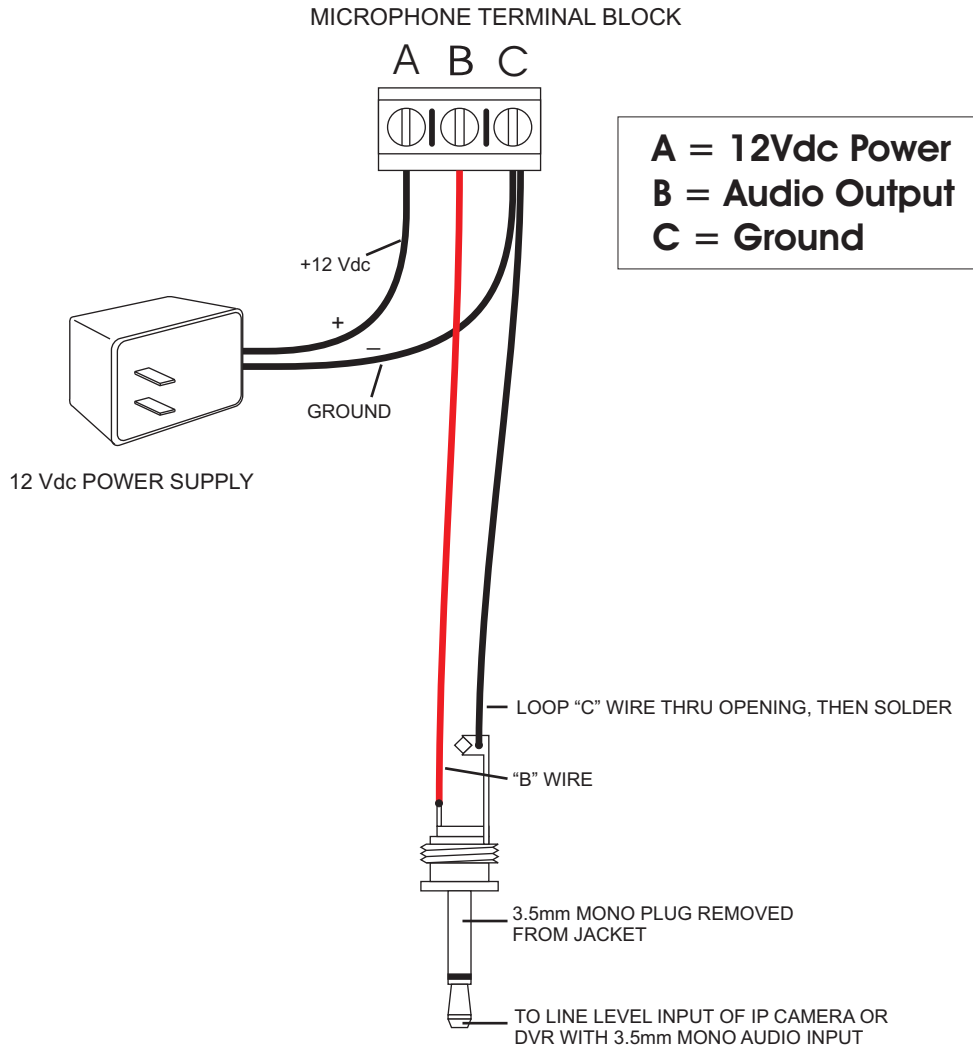 MICROPHONE TERMINAL BLOCK
A B C
A = 12Vdc Power
B = Audio Output
C = Ground
+12 Vdc
+
–
GROUND
12 Vdc POWER SUPPLY
LOOP “C” WIRE THRU OPENING, THEN SOLDER
“B” WIRE
3.5mm MONO PLUG REMOVED
FROM JACKET
TO LINE LEVEL INPUT OF IP CAMERA OR
DVR WITH 3.5mm MONO AUDIO INPUT